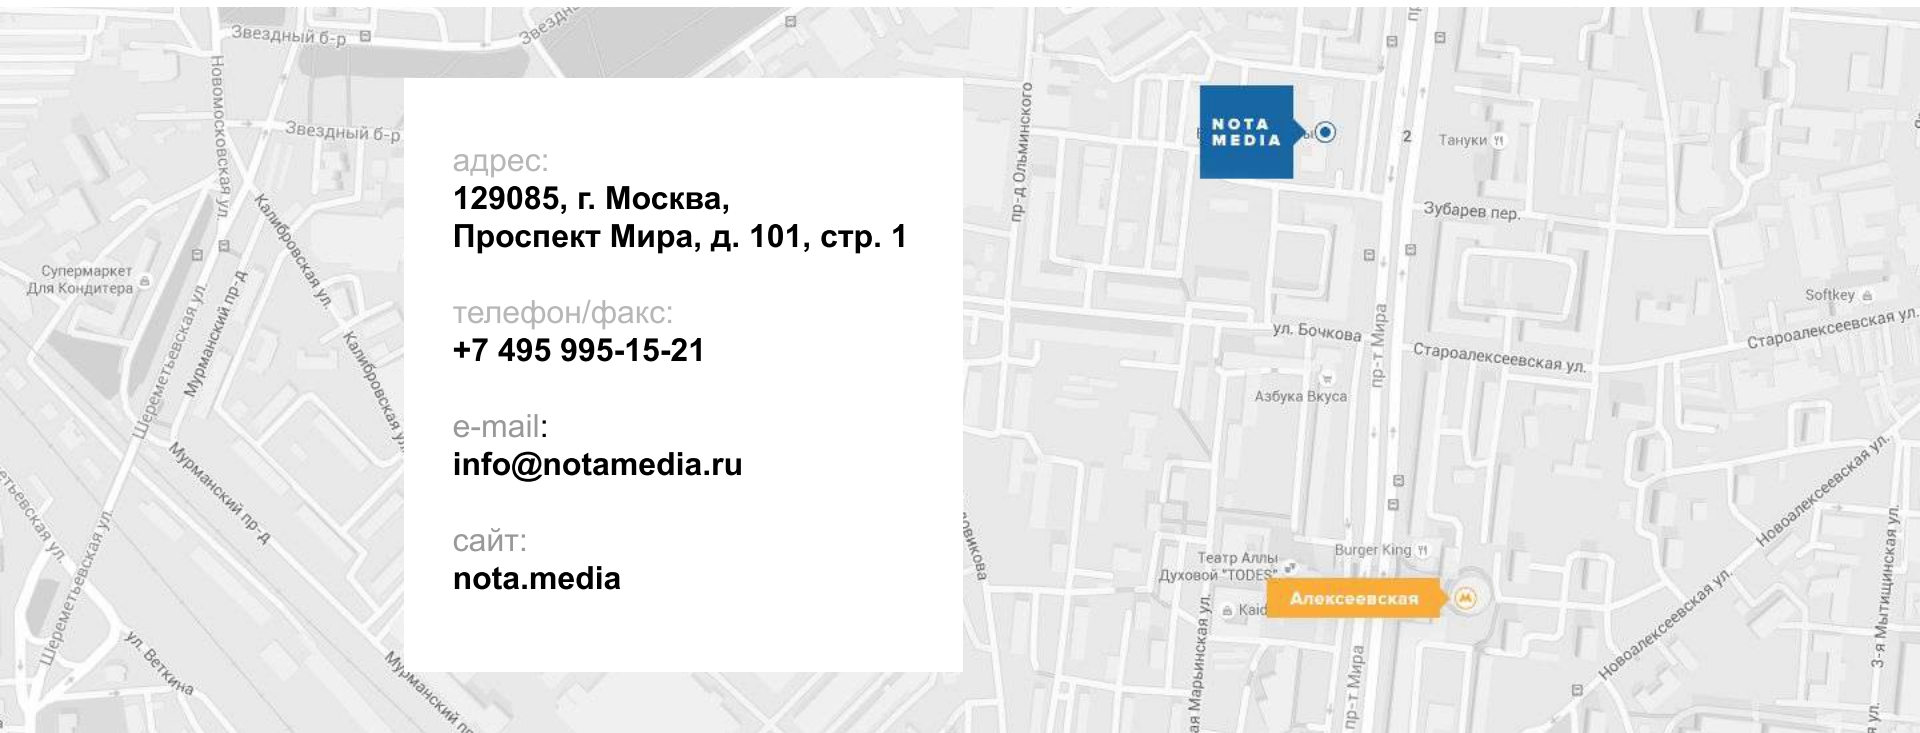 Звездный б-р
Звездный б-р
Новомосковская ул.
Калибровская ул.
Калибровская ул.
Супермаркет
Для Кондитера
Шереметьевская ул.
Мурманский пр-д
Мурманский пр-д
Шереметьевская ул.
ул. Веткина
адрес:
129085, г. Москва,
Проспект Мира, д. 101, стр. 1
телефон/факс:
+7 495 995-15-21
e-mail:
info@notamedia.ru
сайт:
nota.media
пр-д Ольминского
NOTA
MEDIA
2
Тануки
Зубарев пер.
Softkey
ул. Бочкова
пр-т Мира
Староалексеевская ул.
Староалексеевская ул.
Азбука Вкуса
Новоалексеевская ул.
Новоалексеевская ул.
3-я Мытищинская ул.
Театр Аллы
Духовой "TODES"
Burger King
Алексеевская
пр-т Мира